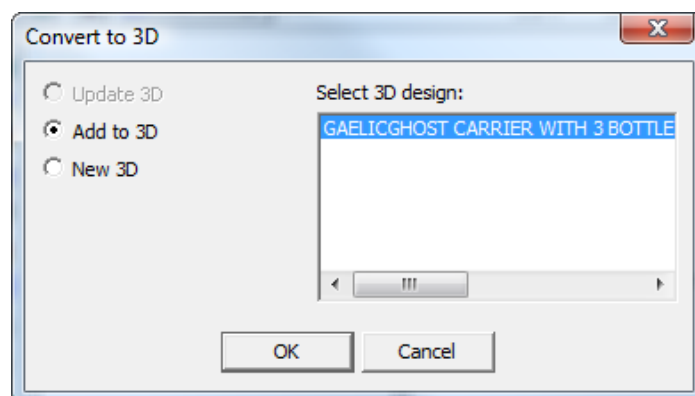 Convert to 3D
Update 3D
Add to 3D
New 3D
Select 3D design:
GAELICGHOST CARRIER WITH 3 BOTTLE
OK
Cancel